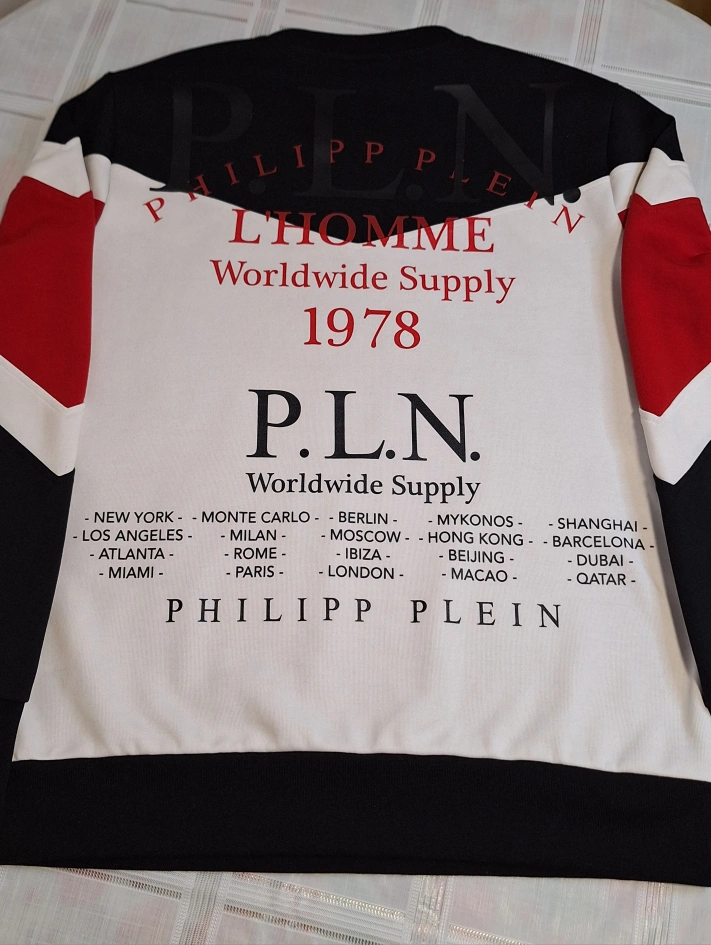 P.L.N.
PHILIPP PLEIN
L'HOMME
Worldwide Supply
1978
P.L.N.
Worldwide Supply
- NEW YORK - - MONTE CARLO - - BERLIN - - MYKONOS - - SHANGHAI -
- LOS ANGELES - - MILAN - - MOSCOW - - HONG KONG - - BARCELONA -
- ATLANTA - - ROME - - IBIZA - - BEIJING - - DUBAI -
- MIAMI - - PARIS - - LONDON - - MACAO - - QATAR -
PHILIPP PLEIN